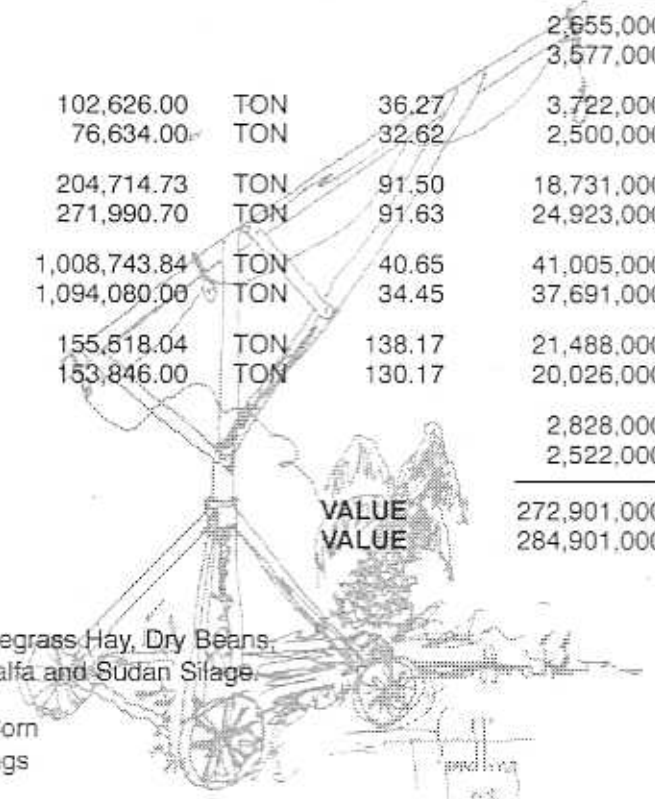 2,655,000
3,577,000
102,626.00 TON 36.27 3,722,000
76,634.00 TON 32.62 2,500,000
204,714.73 TON 91.50 18,731,000
271,990.70 TON 91.63 24,923,000
1,008,743.84 TON 40.65 41,005,000
1,094,080.00 TON 34.45 37,691,000
155,518.04 TON 138.17 21,488,000
153,846.00 TON 130.17 20,026,000
2,828,000
2,522,000
VALUE 272,901,000
VALUE 284,901,000
egrass Hay, Dry Beans,
alfa and Sudan Silage.
Corn
gs